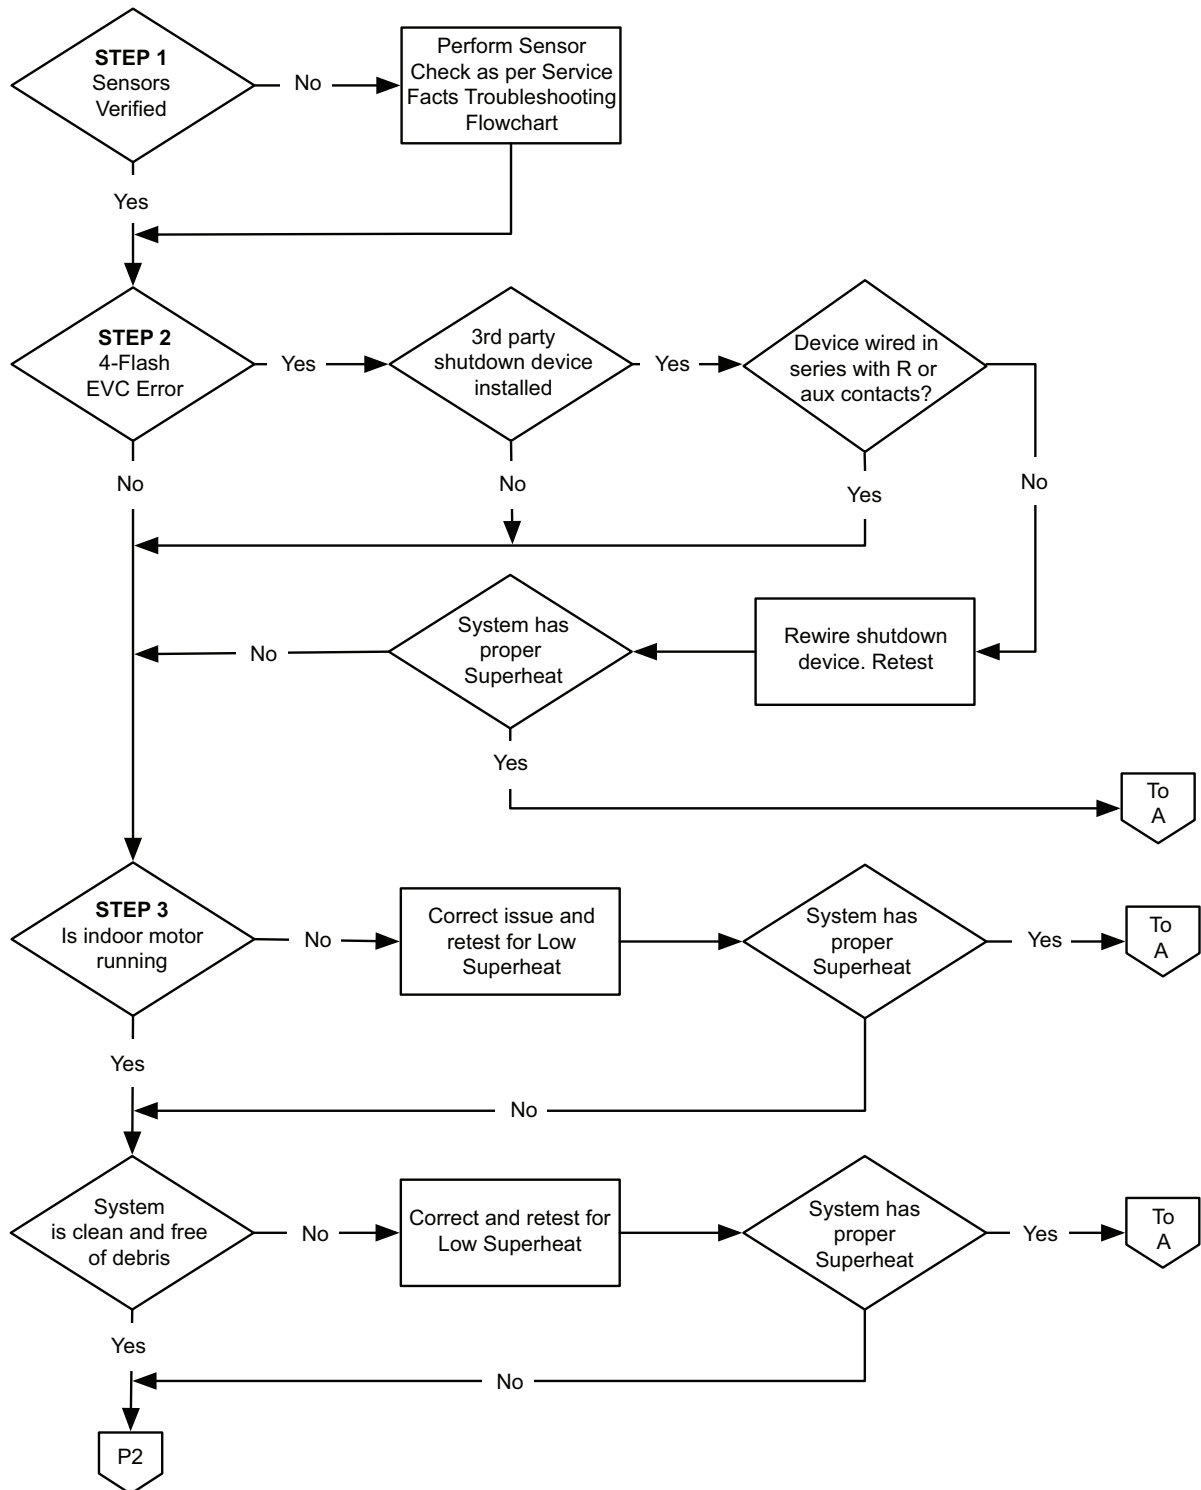 STEP 1
Sensors
Verified
No
Perform Sensor
Check as per Service
Facts Troubleshooting
Flowchart
Yes
STEP 2
4-Flash
EVC Error
Yes
3rd party
shutdown device
installed
Yes
Device wired in
series with R or
aux contacts?
No
No
Yes
No
System has
proper
Superheat
Rewire shutdown
device. Retest
No
Yes
To
A
STEP 3
Is indoor motor
running
No
Correct issue and
retest for Low
Superheat
System has
proper
Superheat
Yes
To
A
Yes
No
System
is clean and free
of debris
No
Correct and retest for
Low Superheat
System has
proper
Superheat
Yes
To
A
Yes
No
P2